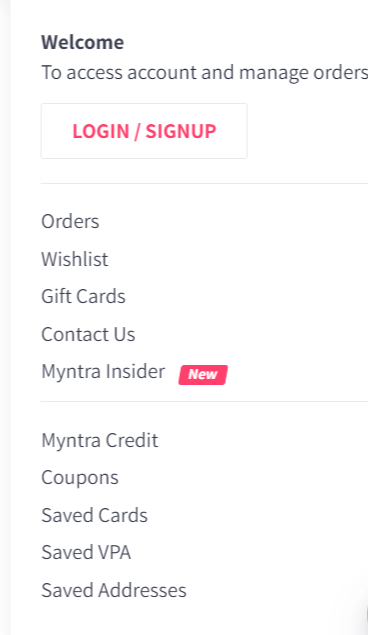 Welcome
To access account and manage orders
LOGIN / SIGNUP
Orders
Wishlist
Gift Cards
Contact Us
Myntra Insider New
Myntra Credit
Coupons
Saved Cards
Saved VPA
Saved Addresses